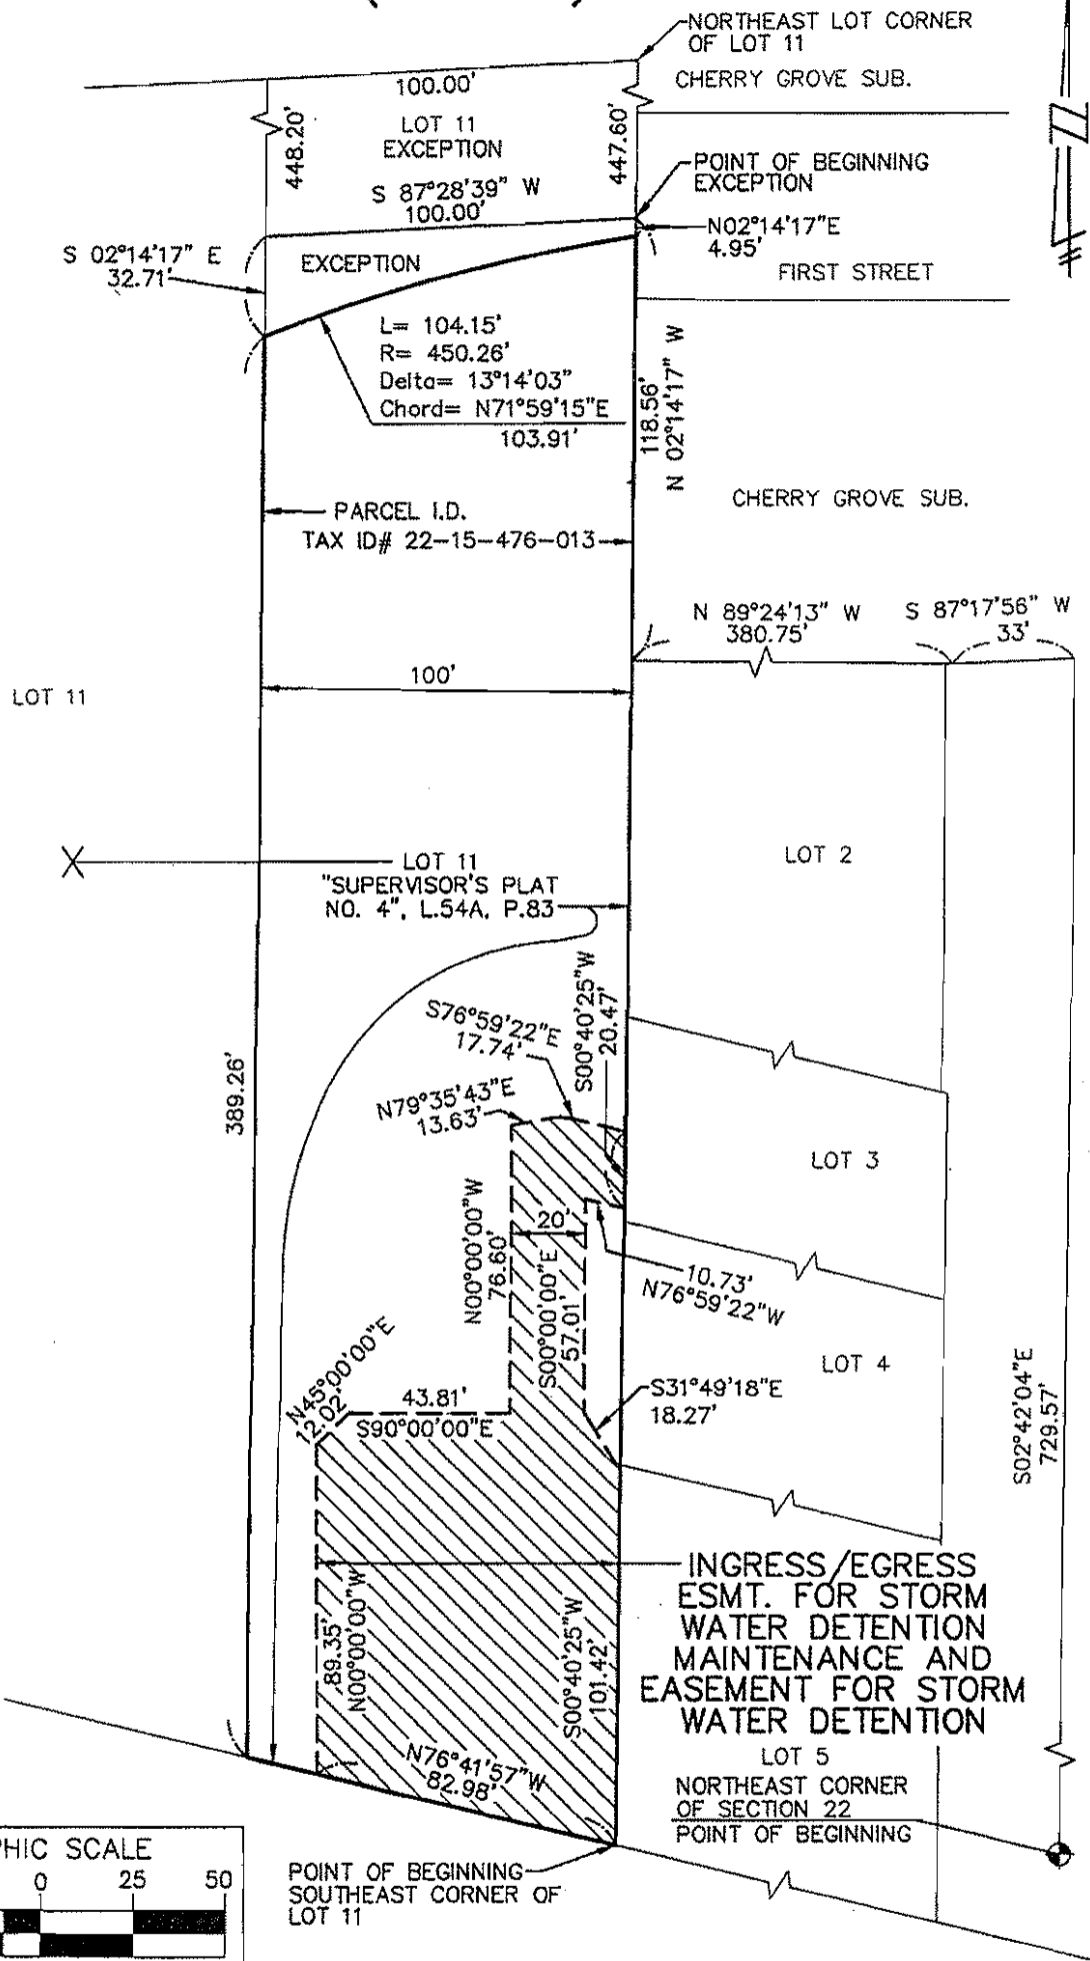 NORTHEAST LOT CORNER
OF LOT 11
CHERRY GROVE SUB.
100.00'
LOT 11
EXCEPTION
448.20'
447.60'
S 87°28'39" W
100.00'
POINT OF BEGINNING
EXCEPTION
N02°14'17"E
4.95'
S 02°14'17" E
32.71'
EXCEPTION
FIRST STREET
L= 104.15'
R= 450.26'
Delta= 13°14'03"
Chord= N71°59'15"E
103.91'
118.56'
N 02°14'17" W
PARCEL I.D.
TAX ID# 22-15-476-013
CHERRY GROVE SUB.
N 89°24'13" W
380.75'
S 87°17'56" W
33'
100'
LOT 11
LOT 2
LOT 11
"SUPERVISOR'S PLAT
NO. 4", L.54A, P.83
S00°40'25"W
20.47'
S76°59'22"E
17.74'
N79°35'43"E
13.63'
389.26'
LOT 3
N00°00'00"W
76.60'
20'
S00°00'00"E
57.01'
10.73'
N76°59'22"W
LOT 4
S31°49'18"E
18.27'
N45°00'00"E
12.02'
43.81'
S90°00'00"E
S02°42'04"E
729.57'
INGRESS/EGRESS
ESMT. FOR STORM
WATER DETENTION
MAINTENANCE AND
EASEMENT FOR STORM
WATER DETENTION
89.35'
N00°00'00"W
S00°40'25"W
101.42'
N76°41'57"W
82.98'
LOT 5
NORTHEAST CORNER
OF SECTION 22
POINT OF BEGINNING
PHIC SCALE
0 25 50
POINT OF BEGINNING
SOUTHEAST CORNER OF
LOT 11